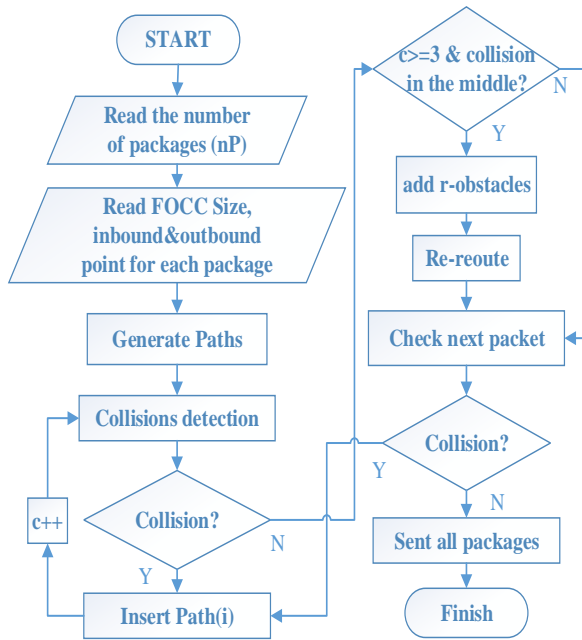 START
Read the number
of packages (nP)
Read FOCC Size,
inbound&outbound
point for each package
Generate Paths
Collisions detection
c++
Collision?
N
Y
Insert Path(i)
c>=3 & collision
in the middle?
N
Y
add r-obstacles
Re-reoute
Check next packet
Collision?
Y
N
Sent all packages
Finish